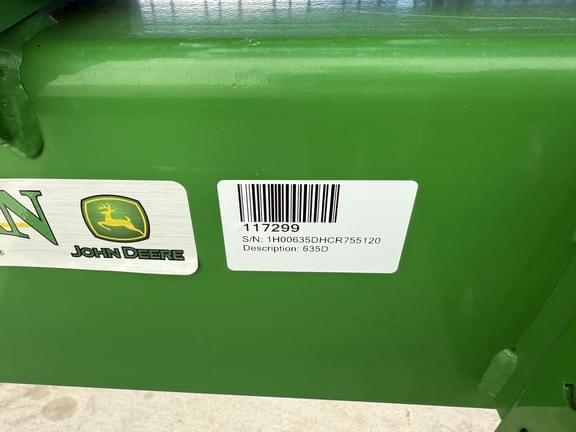 N
JOHN DEERE
117299
S/N: 1H00635DHCR755120
Description: 635D